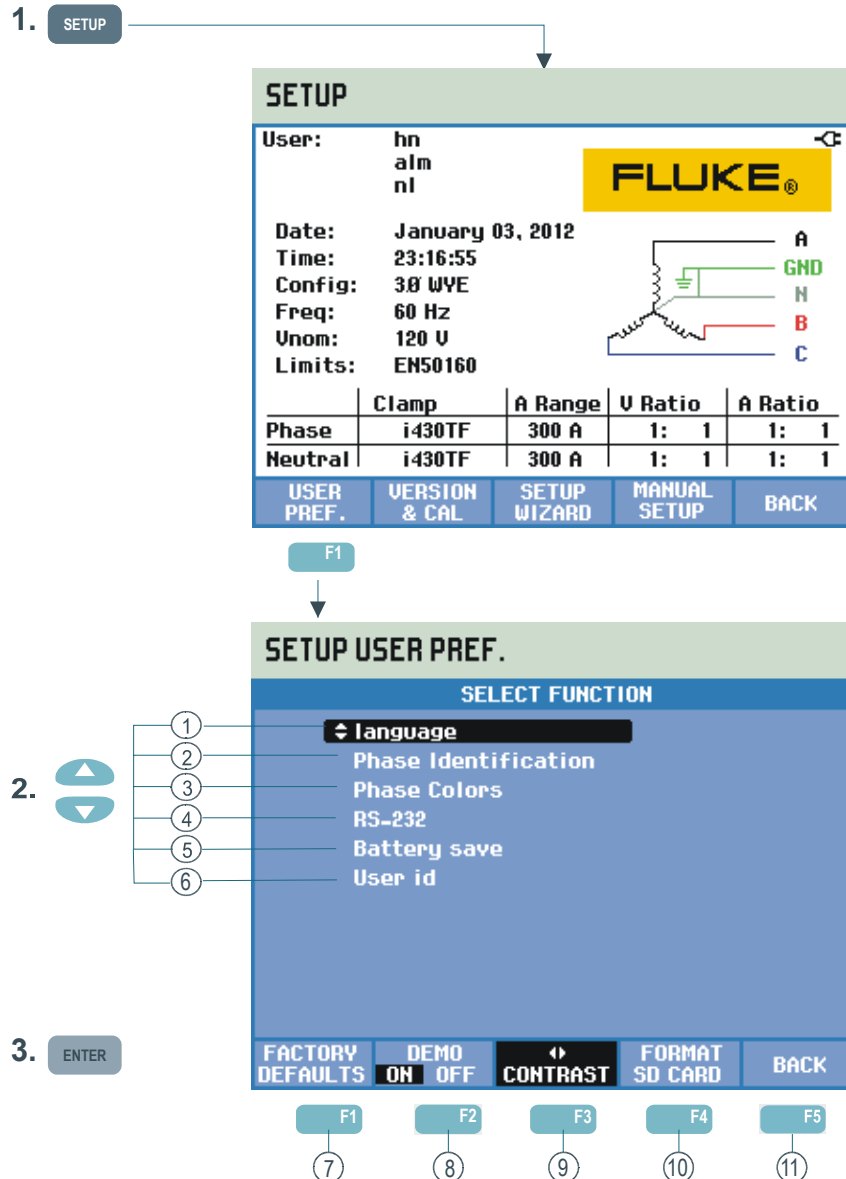 1. SETUP
SETUP
User: hn
alm
nl
FLUKE®
Date: January 03, 2012
Time: 23:16:55
Config: 3Ø WYE
Freq: 60 Hz
Vnom: 120 V
Limits: EN50160
A
GND
N
B
C
Clamp A Range V Ratio A Ratio
Phase i430TF 300 A 1: 1 1: 1
Neutral i430TF 300 A 1: 1 1: 1
USER PREF. VERSION & CAL SETUP WIZARD MANUAL SETUP BACK
F1
SETUP USER PREF.
SELECT FUNCTION
1 language
2 Phase Identification
3 Phase Colors
2.
4 RS-232
5 Battery save
6 User id
3. ENTER
FACTORY DEFAULTS DEMO ON OFF CONTRAST FORMAT SD CARD BACK
F1 F2 F3 F4 F5
7 8 9 10 11